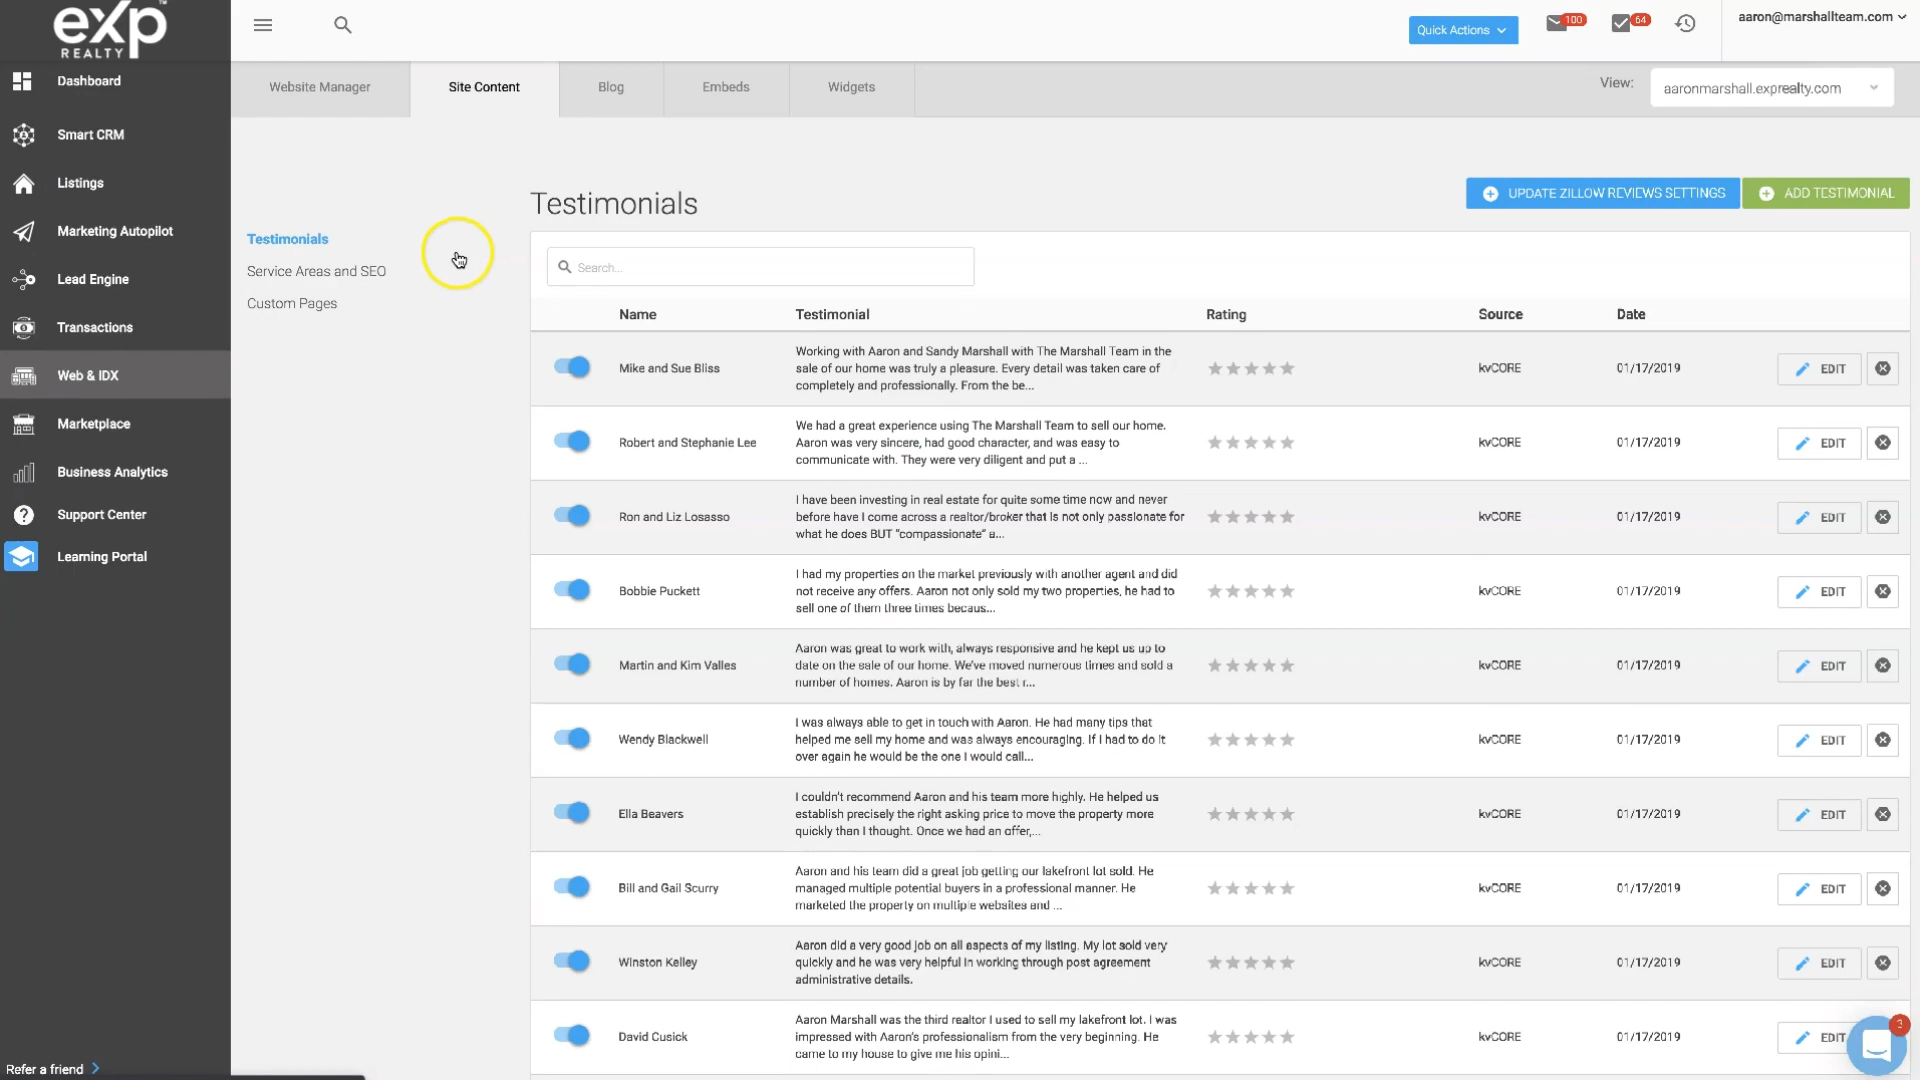 eXp™
REALTY
Dashboard
Smart CRM
Listings
Marketing Autopilot
Lead Engine
Transactions
Web & IDX
Marketplace
Business Analytics
Support Center
Learning Portal
Refer a friend
Quick Actions
100
64
aaron@marshallteam.com
Website Manager
Site Content
Blog
Embeds
Widgets
View:
aaronmarshall.exprealty.com
Testimonials
Service Areas and SEO
Custom Pages
Testimonials
UPDATE ZILLOW REVIEWS SETTINGS
ADD TESTIMONIAL
Search...
Name Testimonial Rating Source Date
Mike and Sue Bliss
Working with Aaron and Sandy Marshall with The Marshall Team in the
sale of our home was truly a pleasure. Every detail was taken care of
completely and professionally. From the be...
kvCORE 01/17/2019 EDIT
Robert and Stephanie Lee
We had a great experience using The Marshall Team to sell our home.
Aaron was very sincere, had good character, and was easy to
communicate with. They were very diligent and put a ...
kvCORE 01/17/2019 EDIT
Ron and Liz Losasso
I have been investing in real estate for quite some time now and never
before have I come across a realtor/broker that is not only passionate for
what he does BUT "compassionate" a...
kvCORE 01/17/2019 EDIT
Bobbie Puckett
I had my properties on the market previously with another agent and did
not receive any offers. Aaron not only sold my two properties, he had to
sell one of them three times becaus...
kvCORE 01/17/2019 EDIT
Martin and Kim Valles
Aaron was great to work with, always responsive and he kept us up to
date on the sale of our home. We've moved numerous times and sold a
number of homes. Aaron is by far the best r...
kvCORE 01/17/2019 EDIT
Wendy Blackwell
I was always able to get in touch with Aaron. He had many tips that
helped me sell my home and was always encouraging. If I had to do it
over again he would be the one I would call...
kvCORE 01/17/2019 EDIT
Ella Beavers
I couldn't recommend Aaron and his team more highly. He helped us
establish precisely the right asking price to move the property more
quickly than I thought. Once we had an offer,...
kvCORE 01/17/2019 EDIT
Bill and Gail Scurry
Aaron and his team did a great job getting our lakefront lot sold. He
managed multiple potential buyers in a professional manner. He
marketed the property on multiple websites and ...
kvCORE 01/17/2019 EDIT
Winston Kelley
Aaron did a very good job on all aspects of my listing. My lot sold very
quickly and he was very helpful in working through post agreement
administrative details.
kvCORE 01/17/2019 EDIT
David Cusick
Aaron Marshall was the third realtor I used to sell my lakefront lot. I was
impressed with Aaron's professionalism from the very beginning. He
came to my house to give me his opini...
kvCORE 01/17/2019 EDIT
3